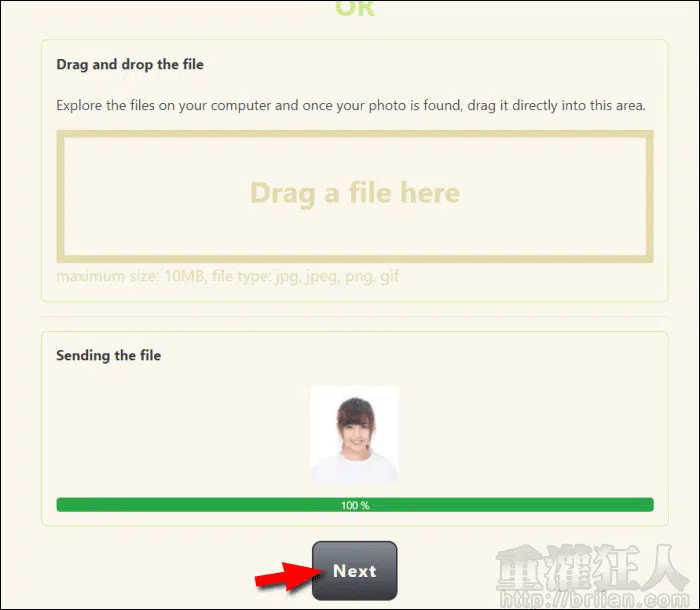 OR
Drag and drop the file
Explore the files on your computer and once your photo is found, drag it directly into this area.
Drag a file here
maximum size: 10MB, file type: jpg, jpeg, png, gif
Sending the file
100 %
Next
重灌狂人
http://briian.com